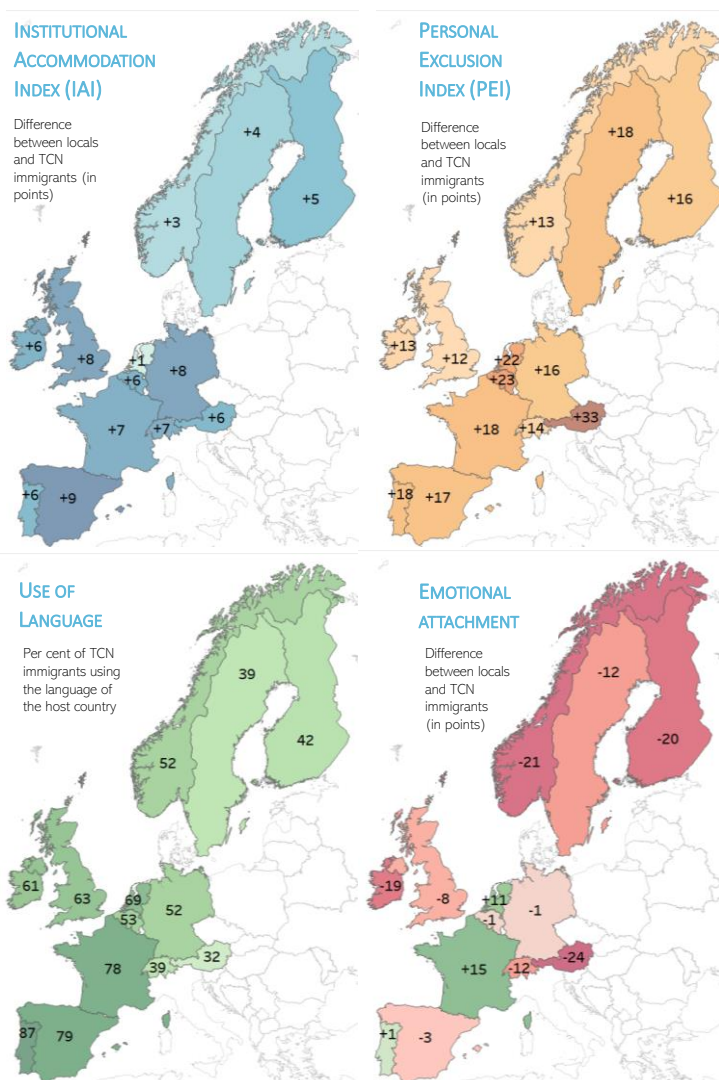 INSTITUTIONAL
ACCOMMODATION
INDEX (IAI)
Difference
between locals
and TCN
immigrants (in
points)
+4
+3
+5
+6
+8
+1
+6
+8
+7
+7
+6
+6
+9
PERSONAL
EXCLUSION
INDEX (PEI)
Difference
between locals
and TCN
immigrants
(in points)
+18
+13
+16
+13
+12
+22
+23
+16
+18
+14
+33
+18
+17
USE OF
LANGUAGE
Per cent of TCN
immigrants using
the language of
the host country
39
52
42
61
63
69
53
52
78
39
32
87
79
EMOTIONAL
ATTACHMENT
Difference
between locals
and TCN
immigrants
(in points)
-12
-21
-20
-19
-8
+11
-1
-1
+15
-12
-24
+1
-3